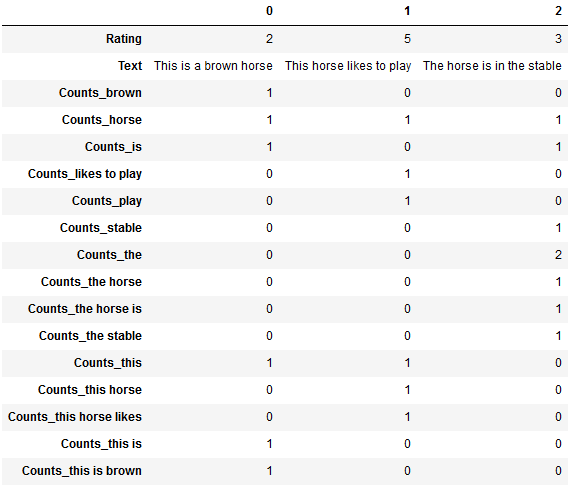 0 1 2
Rating 2 5 3
Text This is a brown horse This horse likes to play The horse is in the stable
Counts_brown 1 0 0
Counts_horse 1 1 1
Counts_is 1 0 1
Counts_likes to play 0 1 0
Counts_play 0 1 0
Counts_stable 0 0 1
Counts_the 0 0 2
Counts_the horse 0 0 1
Counts_the horse is 0 0 1
Counts_the stable 0 0 1
Counts_this 1 1 0
Counts_this horse 0 1 0
Counts_this horse likes 0 1 0
Counts_this is 1 0 0
Counts_this is brown 1 0 0